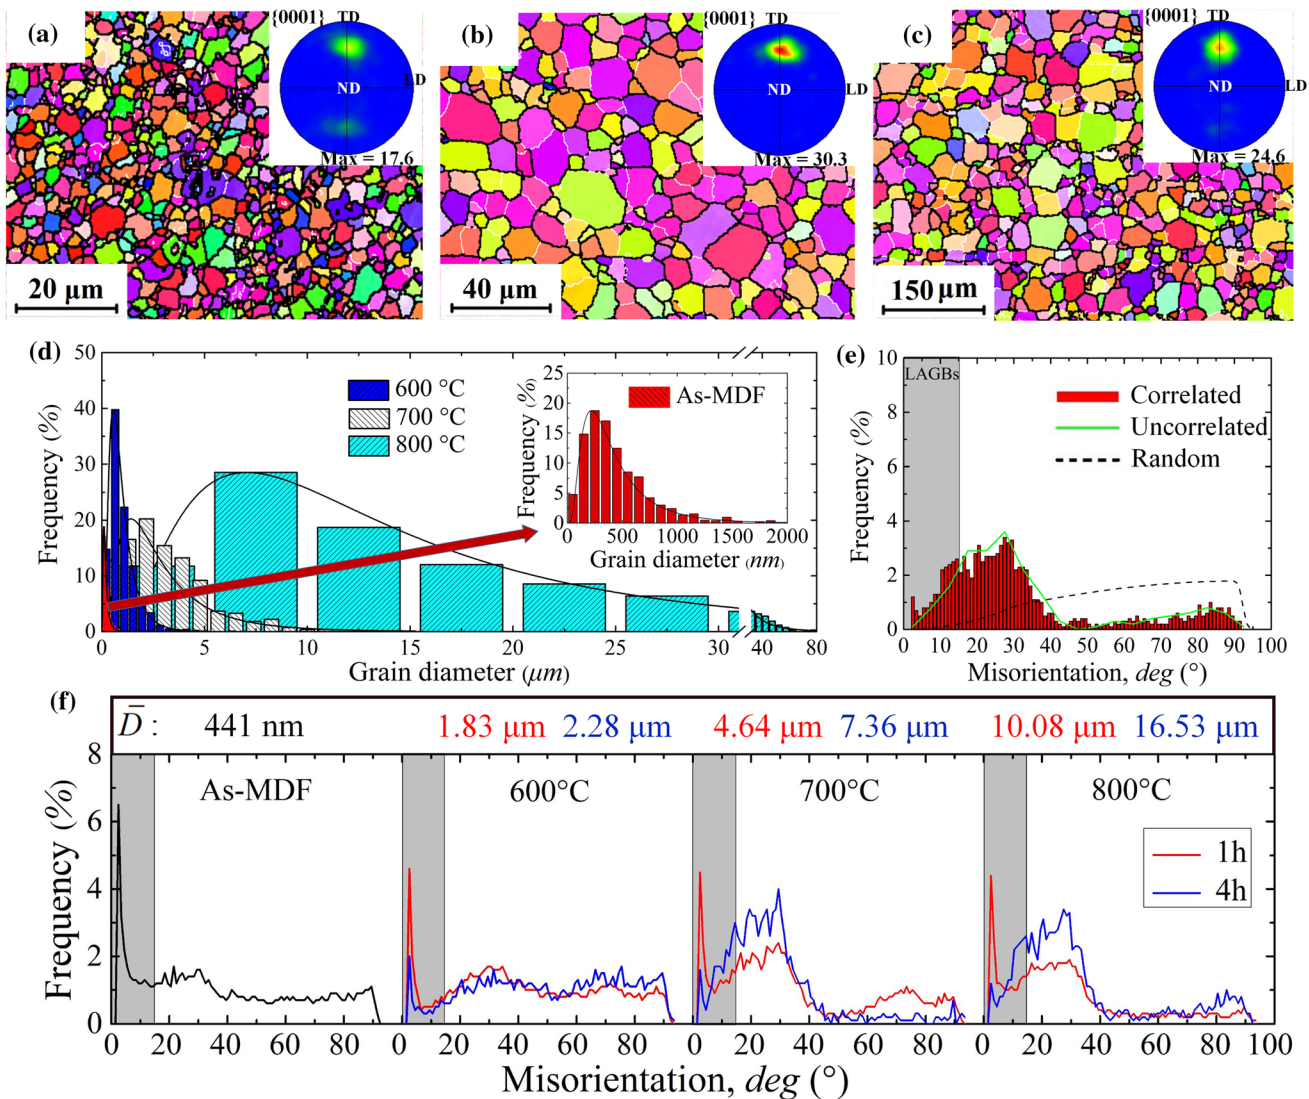 (a)
{0001} TD
ND
LD
Max = 17.6
20 μm
(b)
{0001} TD
ND
LD
Max = 30.3
40 μm
(c)
{0001} TD
ND
LD
Max = 24.6
150 μm
(d)
Frequency (%)
50
40
30
20
10
0
0 5 10 15 20 25 30 40 80
Grain diameter (μm)
600 °C
700 °C
800 °C
Frequency (%)
25
20
15
10
5
0
0 500 1000 1500 2000
Grain diameter (nm)
As-MDF
(e)
Frequency (%)
10
8
6
4
2
0
LAGBs
Correlated
Uncorrelated
Random
0 10 20 30 40 50 60 70 80 90 100
Misorientation, deg (°)
(f)
D̅ : 441 nm 1.83 μm 2.28 μm 4.64 μm 7.36 μm 10.08 μm 16.53 μm
Frequency (%)
8
6
4
2
0
As-MDF 600°C 700°C 800°C
1h
4h
0 20 40 60 80 0 20 40 60 80 0 20 40 60 80 0 20 40 60 80 100
Misorientation, deg (°)